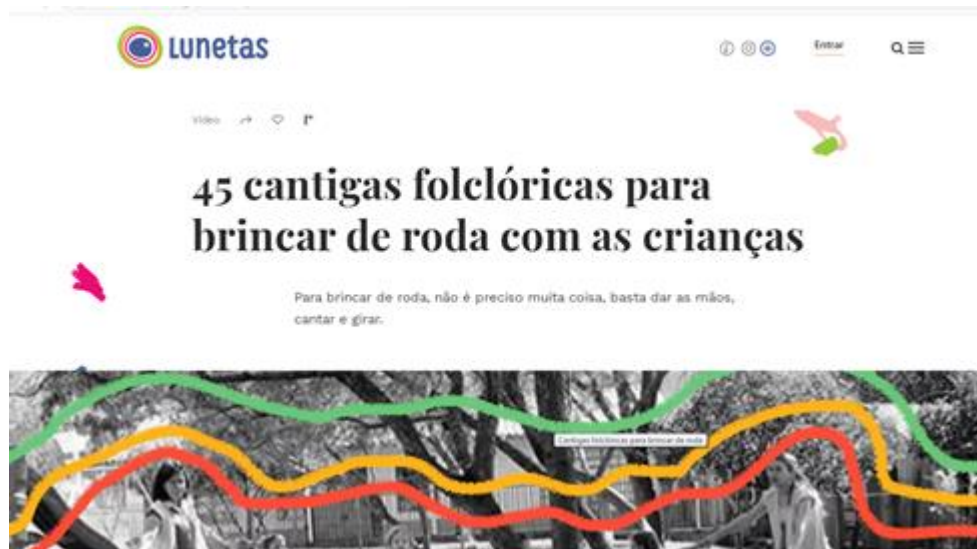 Lunetas
Entrar
Vídeo
45 cantigas folclóricas para
brincar de roda com as crianças
Para brincar de roda, não é preciso muita coisa, basta dar as mãos,
cantar e girar.
Cantigas folclóricas para brincar de roda